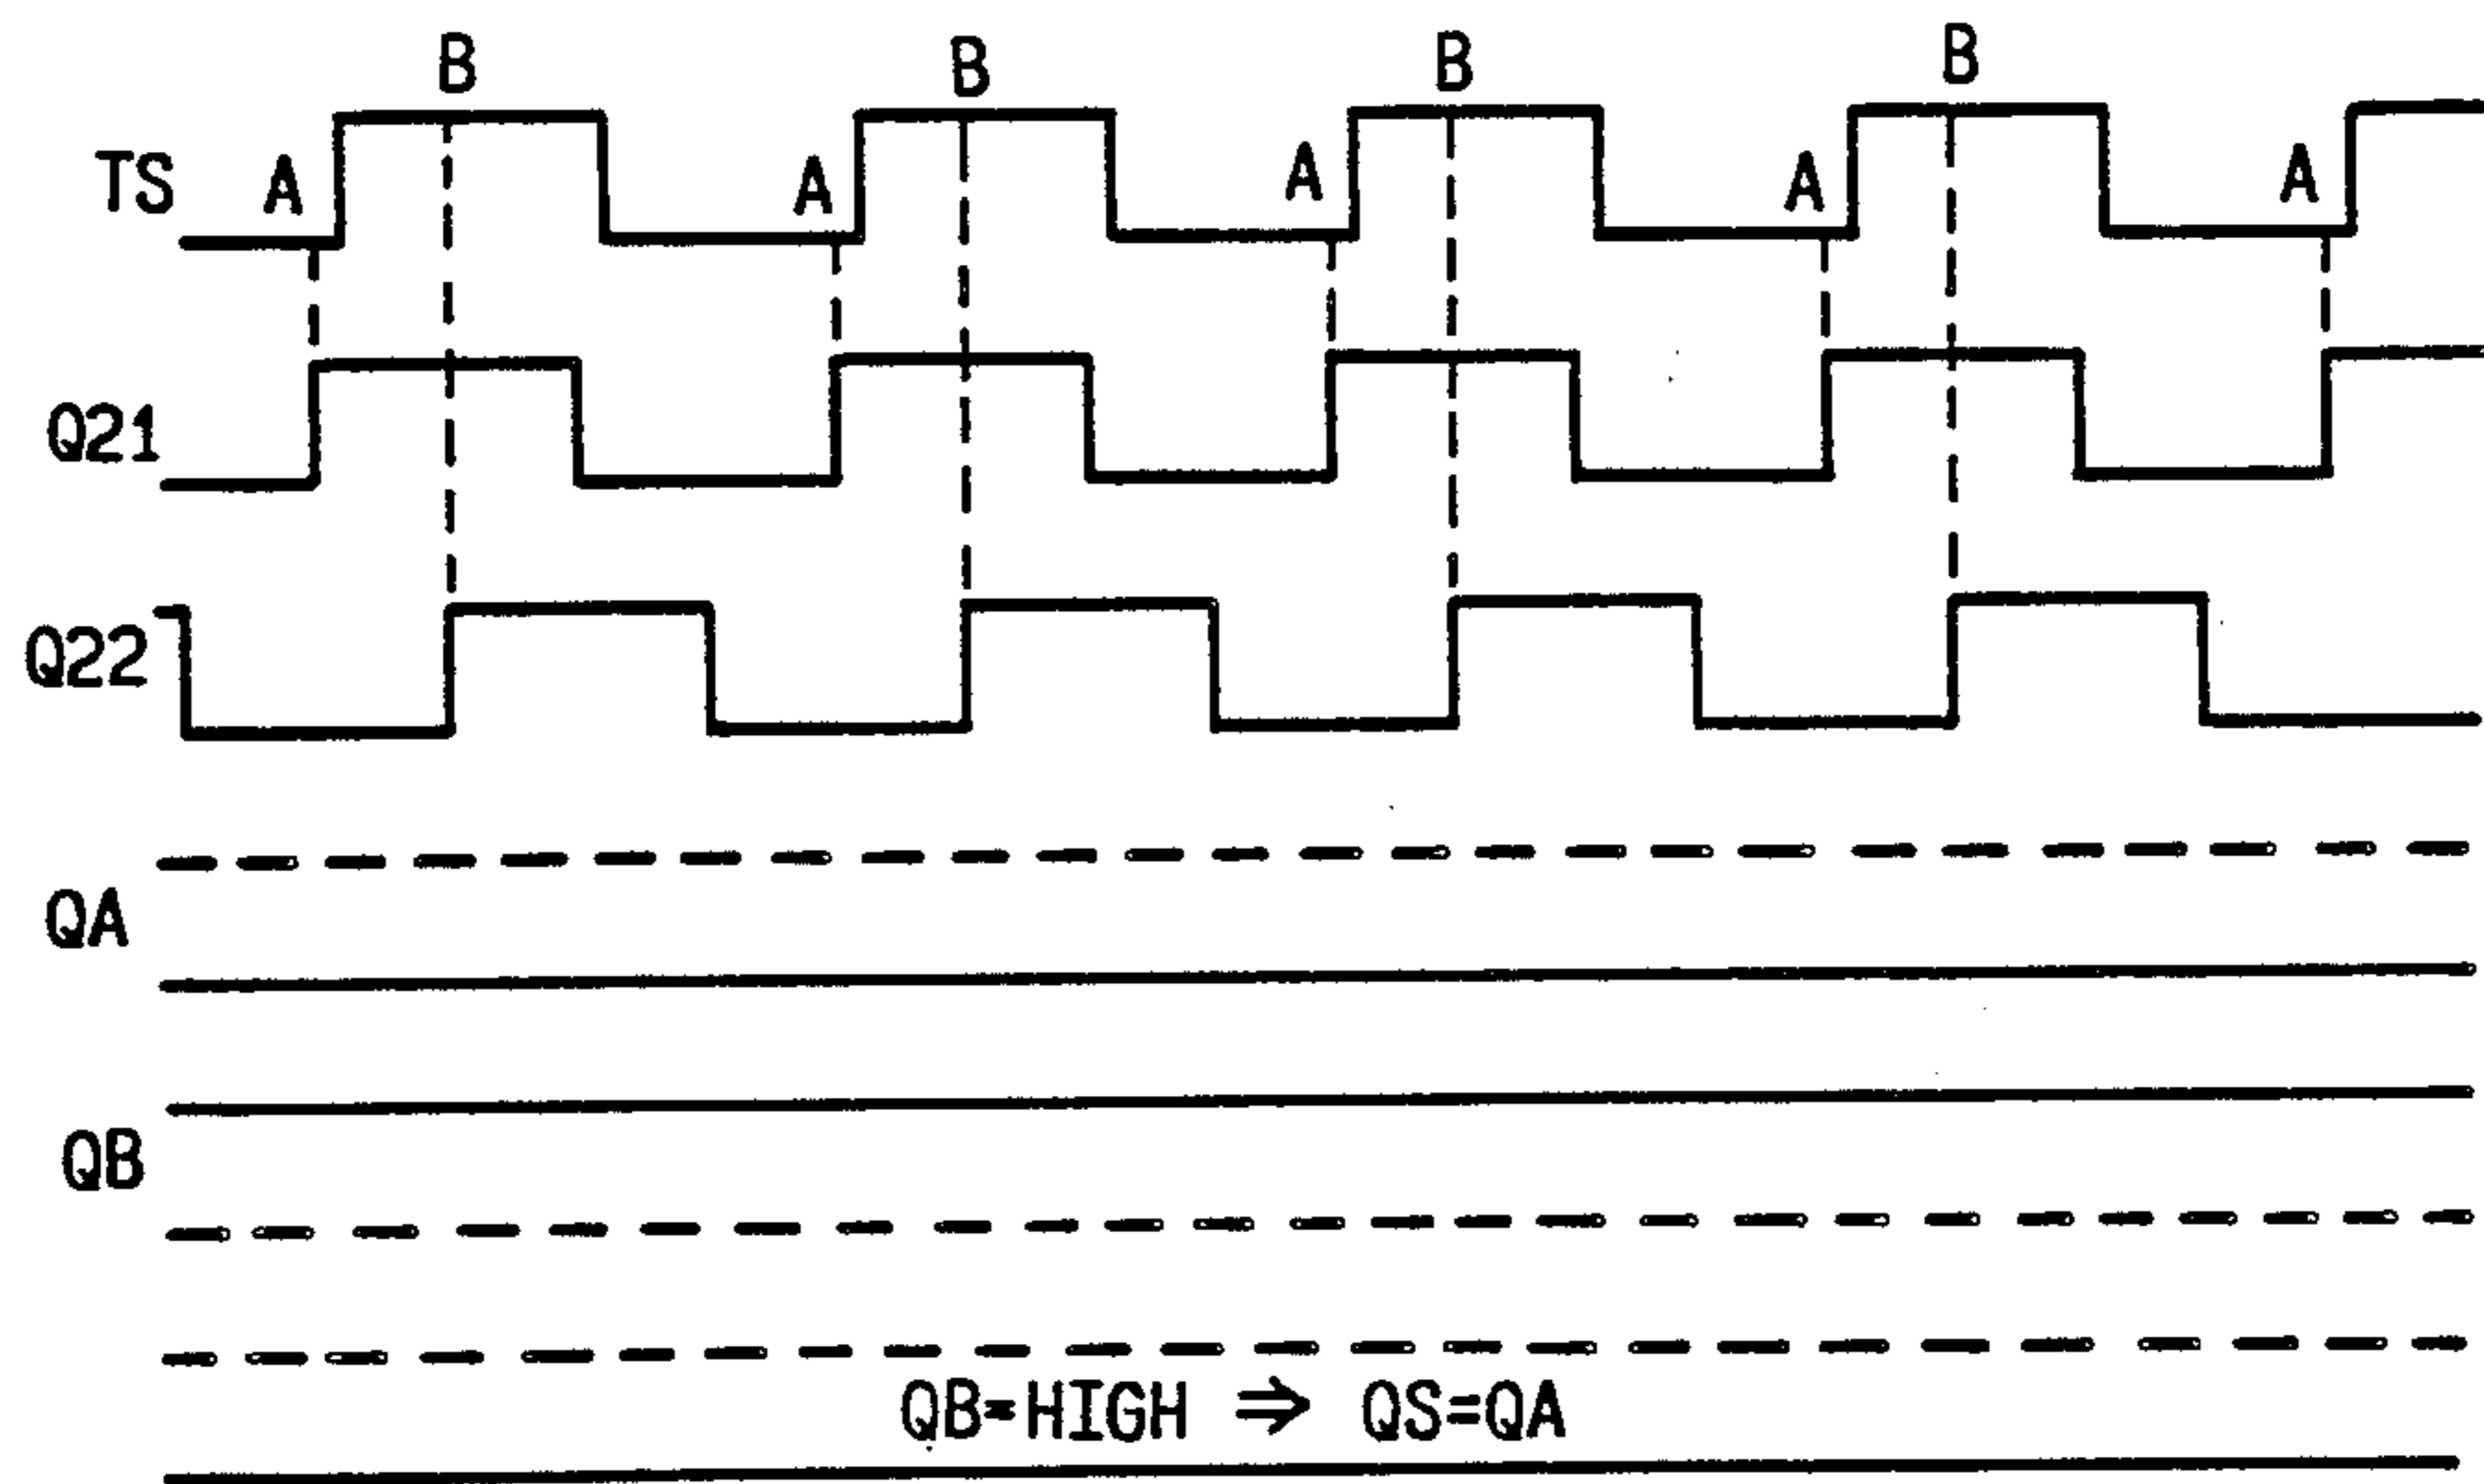 B B B B
TS A A A A A
Q21
Q22
QA
QB
QB=HIGH ⇒ QS=QA